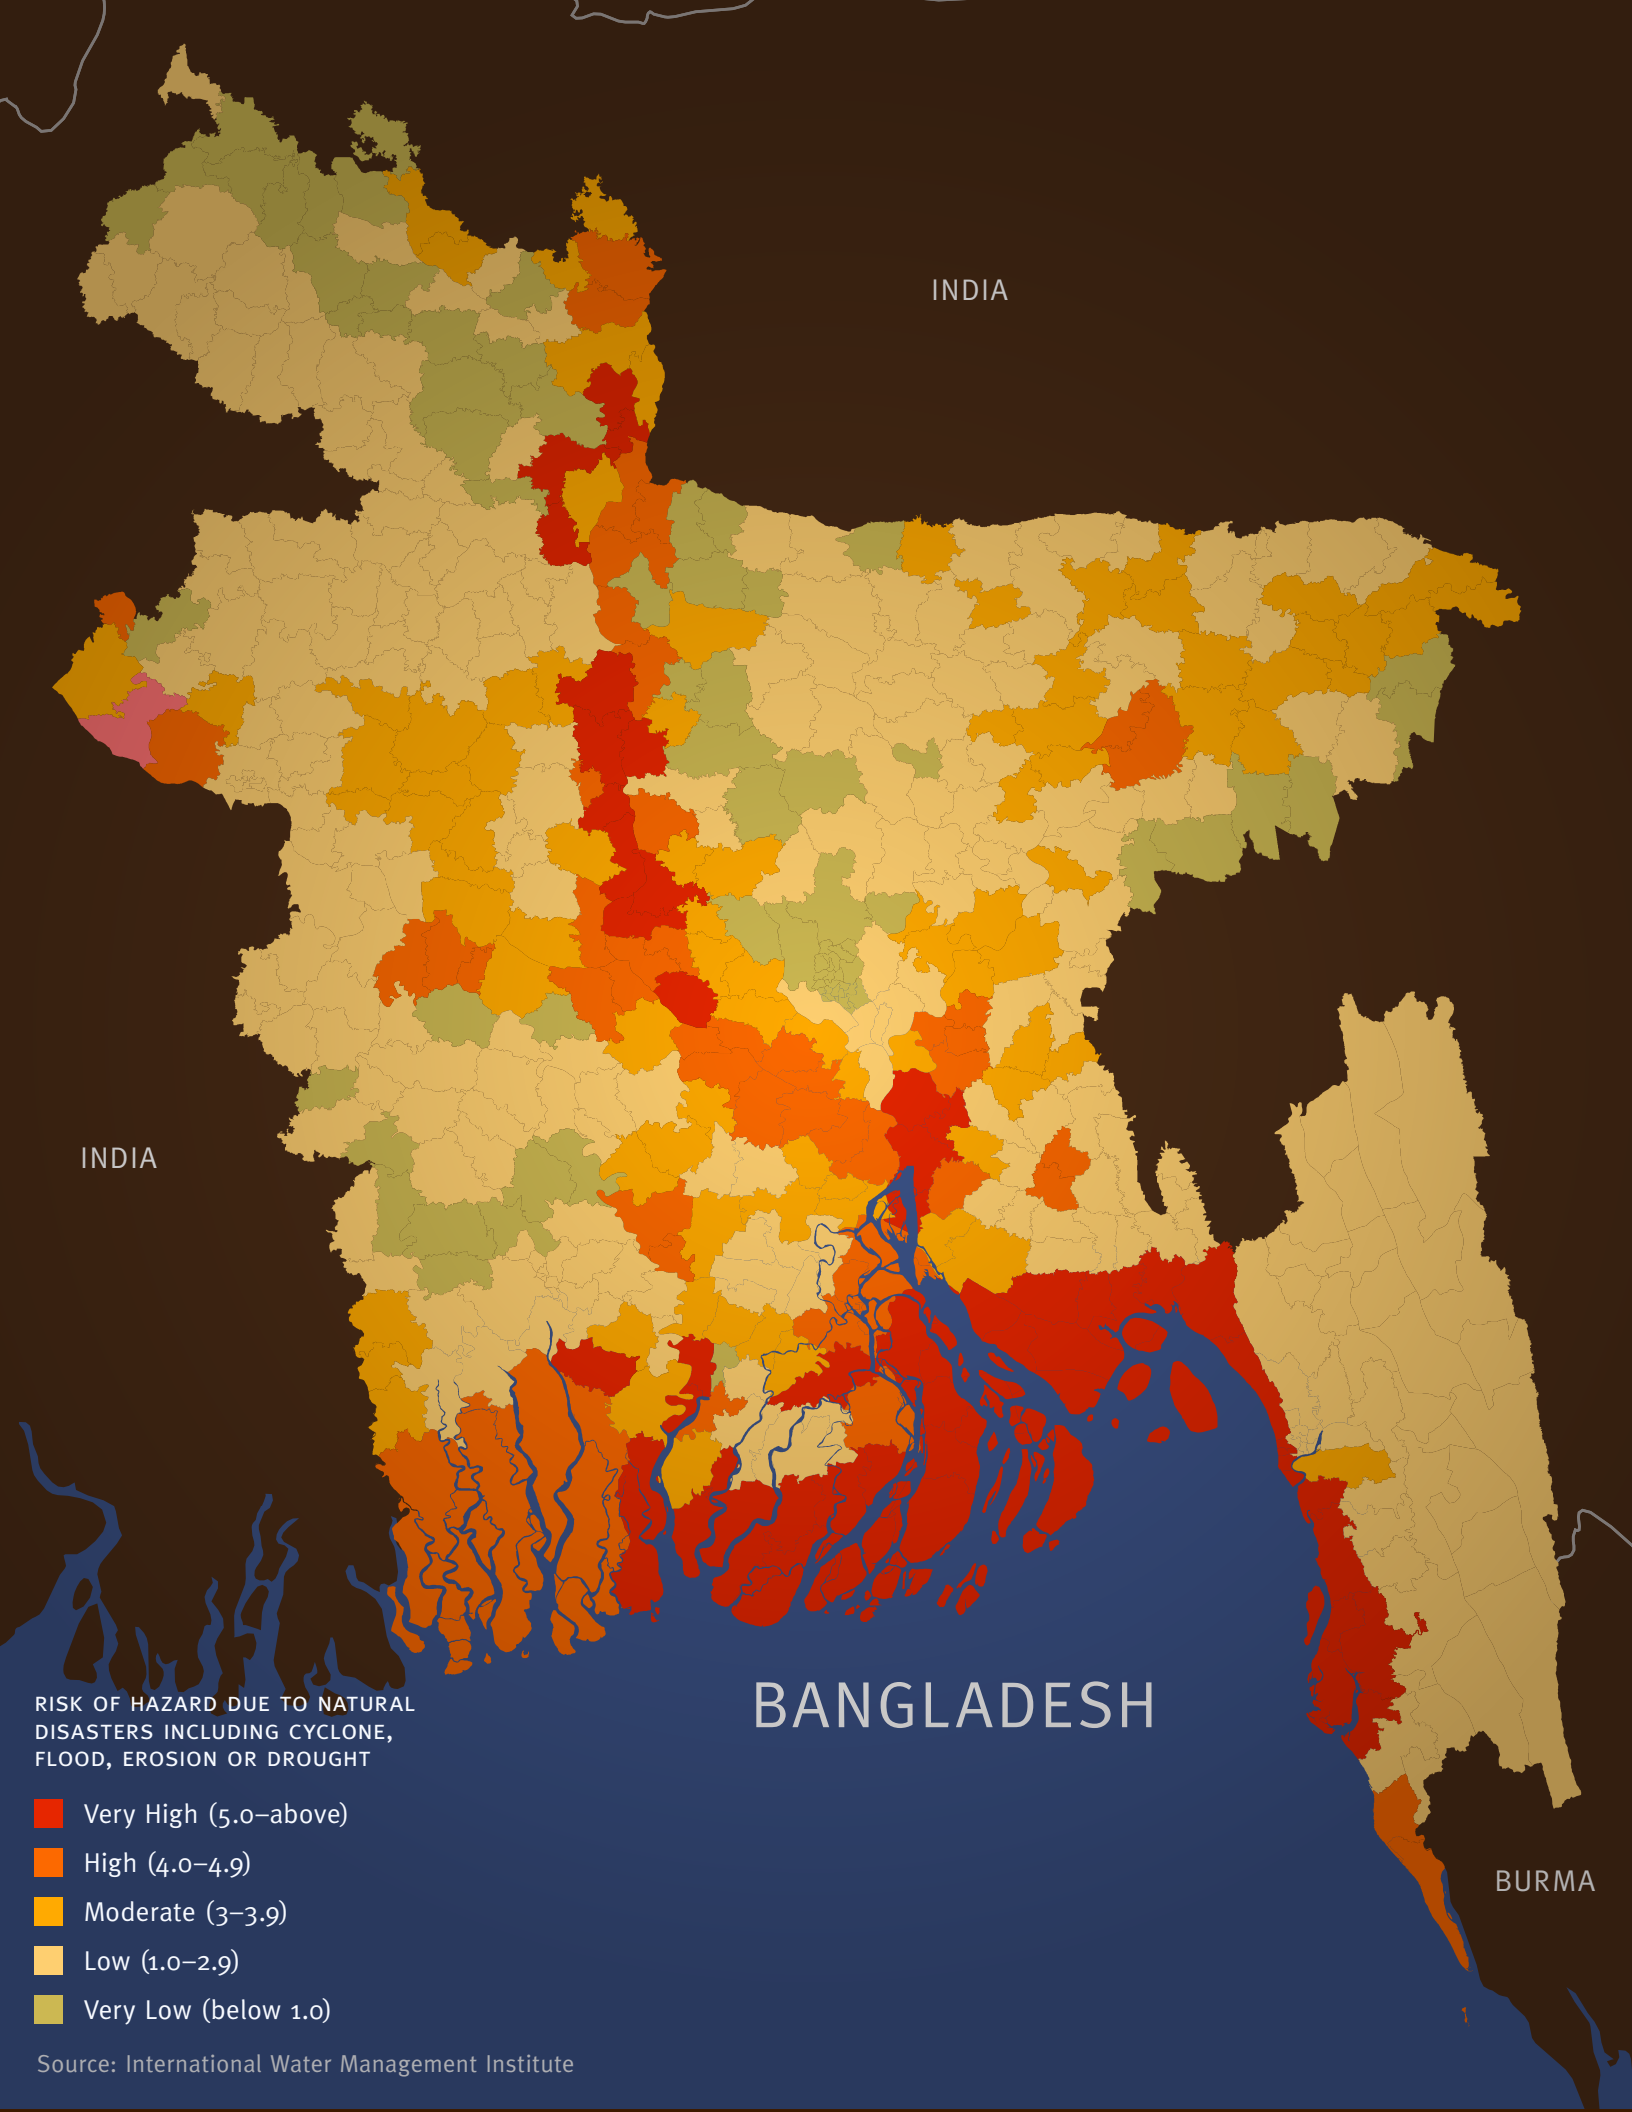 INDIA
INDIA
BANGLADESH
RISK OF HAZARD DUE TO NATURAL
DISASTERS INCLUDING CYCLONE,
FLOOD, EROSION OR DROUGHT
Very High (5.0–above)
High (4.0–4.9)
Moderate (3–3.9)
Low (1.0–2.9)
Very Low (below 1.0)
BURMA
Source: International Water Management Institute